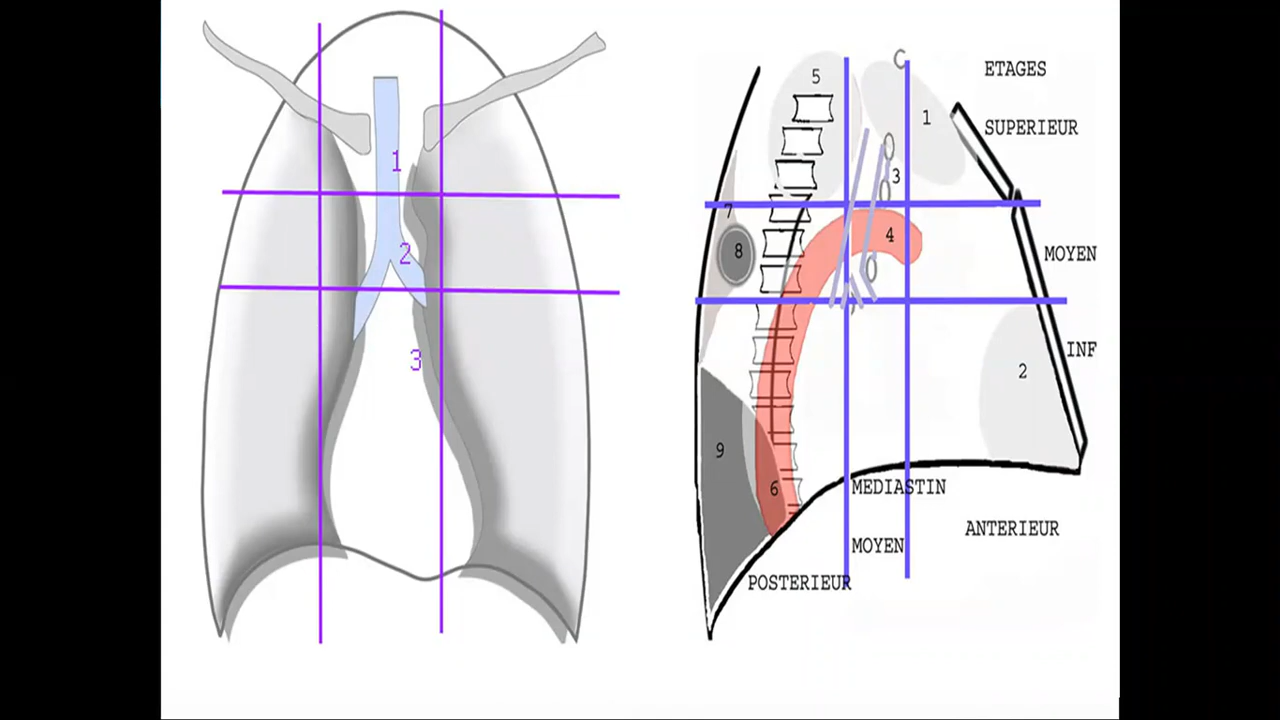 1
2
3
C
5
ETAGES
1
SUPERIEUR
3
7
4
8
MOYEN
INF
2
9
6
MEDIASTIN
ANTERIEUR
MOYEN
POSTERIEUR